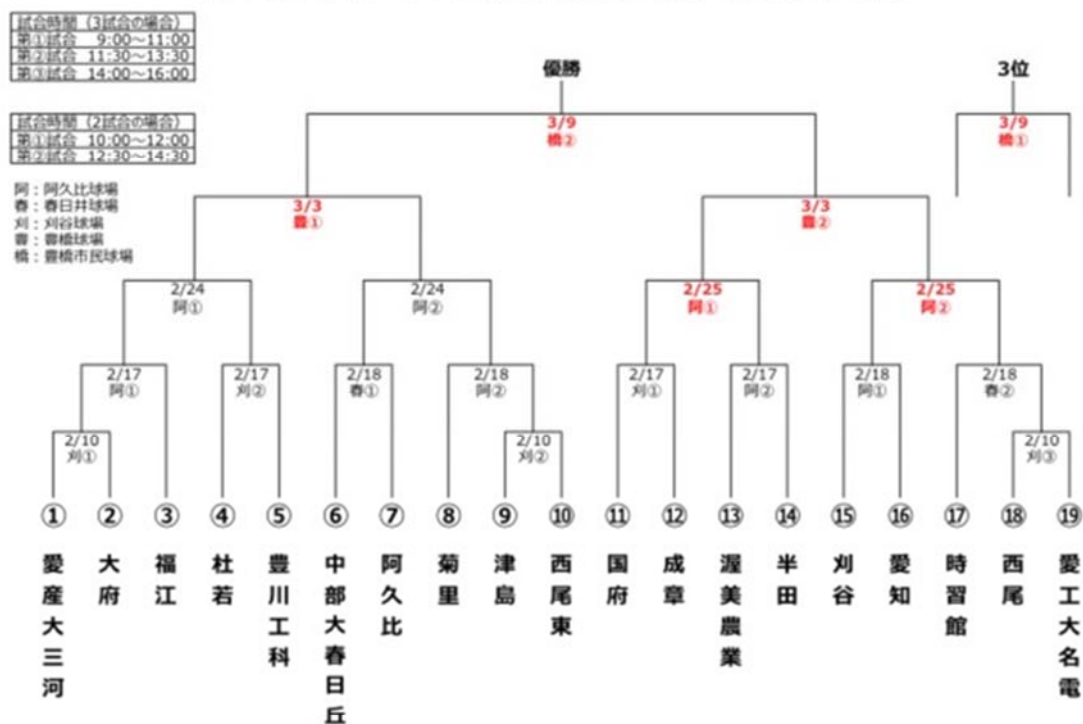 試合時間（3試合の場合）
第①試合 9:00～11:00
第②試合 11:30～13:30
第③試合 14:00～16:00
試合時間（2試合の場合）
第①試合 10:00～12:00
第②試合 12:30～14:30
阿：阿久比球場
春：春日井球場
刈：刈谷球場
豊：豊橋球場
橋：豊橋市民球場
優勝
3位
3/9
橋②
3/9
橋①
3/3
豊①
3/3
豊②
2/24
阿①
2/24
阿②
2/25
阿①
2/25
阿②
2/17
阿①
2/17
刈②
2/18
春①
2/18
阿②
2/17
刈①
2/17
阿②
2/18
阿①
2/18
春②
2/10
刈①
2/10
刈②
2/10
刈③
① ② ③ ④ ⑤ ⑥ ⑦ ⑧ ⑨ ⑩ ⑪ ⑫ ⑬ ⑭ ⑮ ⑯ ⑰ ⑱ ⑲
愛産大三河
大府
福江
杜若
豊川工科
中部大春日丘
阿久比
菊里
津島
西尾東
国府
成章
渥美農業
半田
刈谷
愛知
時習館
西尾
愛工大名電